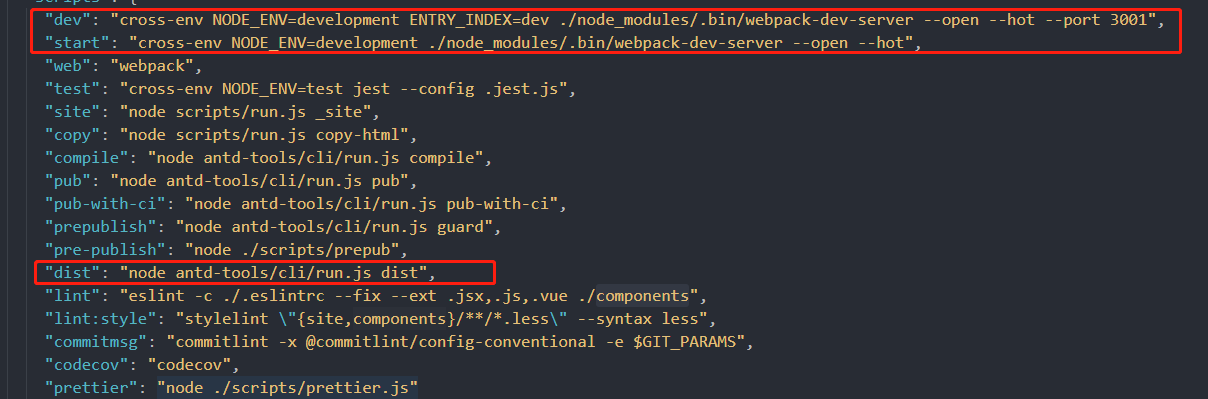 "dev": "cross-env NODE_ENV=development ENTRY_INDEX=dev ./node_modules/.bin/webpack-dev-server --open --hot --port 3001",
"start": "cross-env NODE_ENV=development ./node_modules/.bin/webpack-dev-server --open --hot",
"web": "webpack",
"test": "cross-env NODE_ENV=test jest --config .jest.js",
"site": "node scripts/run.js _site",
"copy": "node scripts/run.js copy-html",
"compile": "node antd-tools/cli/run.js compile",
"pub": "node antd-tools/cli/run.js pub",
"pub-with-ci": "node antd-tools/cli/run.js pub-with-ci",
"prepublish": "node antd-tools/cli/run.js guard",
"pre-publish": "node ./scripts/prepub",
"dist": "node antd-tools/cli/run.js dist",
"lint": "eslint -c ./.eslintrc --fix --ext .jsx,.js,.vue ./components",
"lint:style": "stylelint \"{site,components}/**/*.less\" --syntax less",
"commitmsg": "commitlint -x @commitlint/config-conventional -e $GIT_PARAMS",
"codecov": "codecov",
"prettier": "node ./scripts/prettier.js"